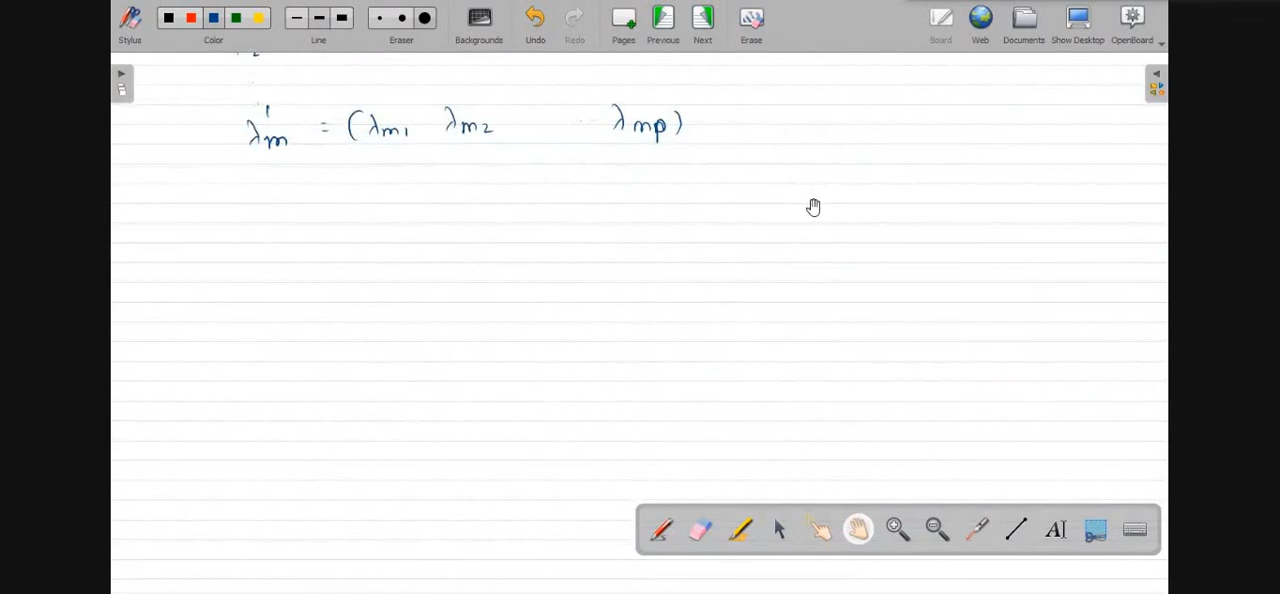 Stylus Color Line Eraser Backgrounds Undo Redo Pages Previous Next Erase Board Web Documents Show Desktop OpenBoard
λ'm = (λm1 λm2 λmp)
AI